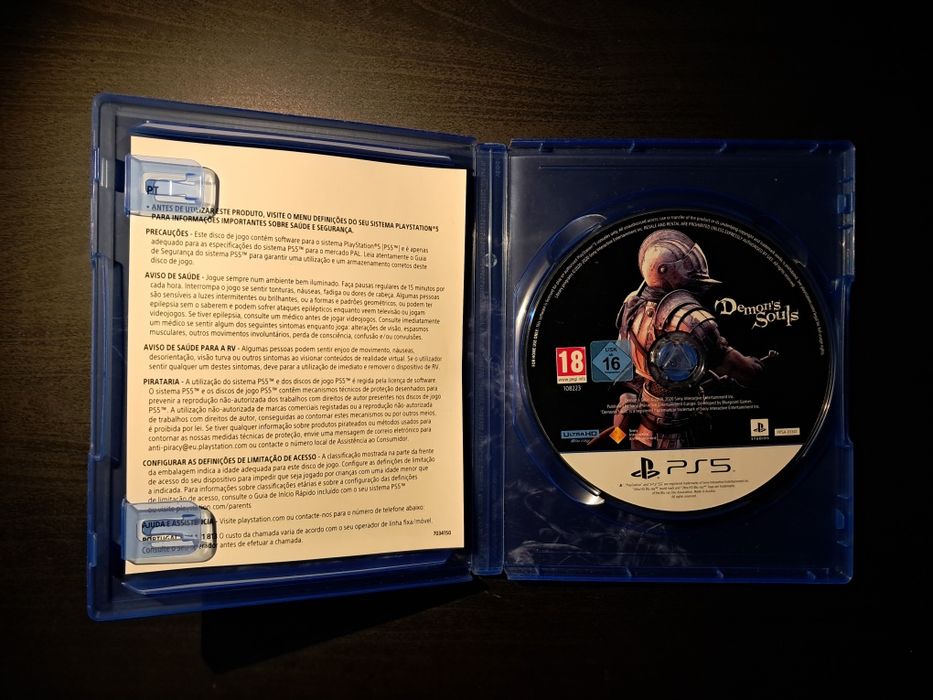 PT
• ANTES DE UTILIZAR ESTE PRODUTO, VISITE O MENU DEFINIÇÕES DO SEU SISTEMA PLAYSTATION®5
PARA INFORMAÇÕES IMPORTANTES SOBRE SAÚDE E SEGURANÇA.
PRECAUÇÕES - Este disco de jogo contém software para o sistema PlayStation®5 (PS5™) e é apenas
adequado para as especificações do sistema PS5™ para o mercado PAL. Leia atentamente o Guia
de Segurança do sistema PS5™ para garantir uma utilização e um armazenamento corretos deste
disco de jogo.
AVISO DE SAÚDE - Jogue sempre num ambiente bem iluminado. Faça pausas regulares de 15 minutos por
cada hora. Interrompa o jogo se sentir tonturas, náuseas, fadiga ou dores de cabeça. Algumas pessoas
são sensíveis a luzes intermitentes ou brilhantes, ou a formas e padrões geométricos, ou podem ter
epilepsia sem o saberem e podem sofrer ataques epilépticos enquanto veem televisão ou jogam
videojogos. Se tiver epilepsia, consulte um médico antes de jogar videojogos. Consulte imediatamente
um médico se sentir algum dos seguintes sintomas enquanto joga: alterações de visão, espasmos
musculares, outros movimentos involuntários, perda de consciência, confusão e/ou convulsões.
AVISO DE SAÚDE PARA A RV - Algumas pessoas podem sentir enjoo de movimento, náuseas,
desorientação, visão turva ou outros sintomas ao visionar conteúdos de realidade virtual. Se o utilizador
sentir qualquer um destes sintomas, deve parar a utilização de imediato e remover o dispositivo de RV.
PIRATARIA - A utilização do sistema PS5™ e dos discos de jogo PS5™ é regida pela licença de software.
O sistema PS5™ e os discos de jogo PS5™ contêm mecanismos técnicos de proteção desenhados para
prevenir a reprodução não-autorizada dos trabalhos com direitos de autor presentes nos discos de jogo
PS5™. A utilização não-autorizada de marcas comerciais registadas ou a reprodução não-autorizada
de trabalhos com direitos de autor, conseguidas ao contornar estes mecanismos ou por outros meios,
é proibida por lei. Se tiver qualquer informação sobre produtos pirateados ou métodos usados para
contornar as nossas medidas técnicas de proteção, envie uma mensagem de correio eletrónico para
anti-piracy@eu.playstation.com ou contacte o número local de Assistência ao Consumidor.
CONFIGURAR AS DEFINIÇÕES DE LIMITAÇÃO DE ACESSO - A classificação mostrada na parte da frente
da embalagem indica a idade adequada para este disco de jogo. Configure as definições de limitação
de acesso do seu dispositivo para impedir que seja jogado por crianças com uma idade menor que
a indicada. Para informações sobre classificações etárias e sobre a configuração das definições
de limitação de acesso, consulte o Guia de Início Rápido incluído com o seu sistema PS5™
ou visite playstation.com/parents
AJUDA E ASSISTÊNCIA - Visite playstation.com ou contacte-nos para o número de telefone abaixo:
PORTUGAL O custo da chamada varia de acordo com o seu operador de linha fixa/móvel.
Consulte o seu operador antes de efetuar a chamada.
7034150
Demon's
Souls
18
www.pegi.info
108223
USK
ab
16
ULTRA HD
Blu-ray
SONY
PlayStation
STUDIOS
PS5